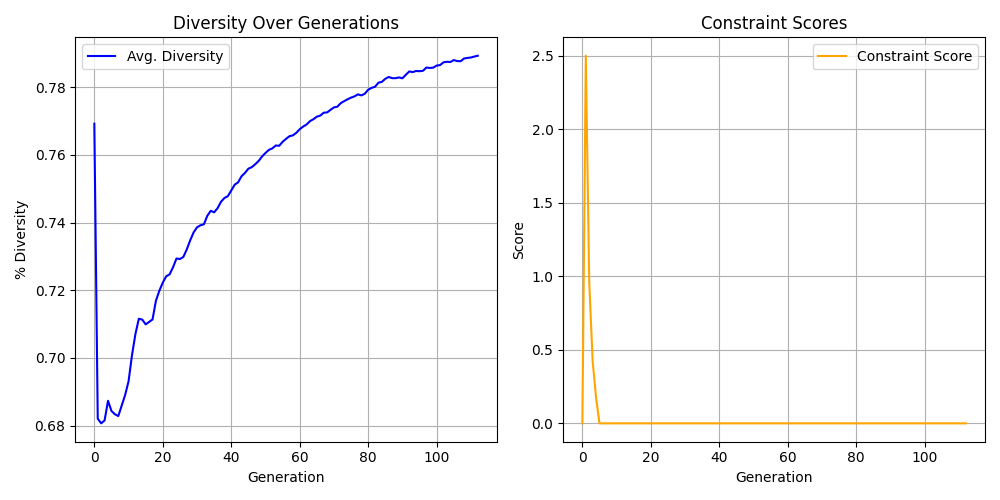 Diversity Over Generations
Avg. Diversity
% Diversity
0.78
0.76
0.74
0.72
0.70
0.68
0 20 40 60 80 100
Generation
Constraint Scores
Constraint Score
Score
2.5
2.0
1.5
1.0
0.5
0.0
0 20 40 60 80 100
Generation